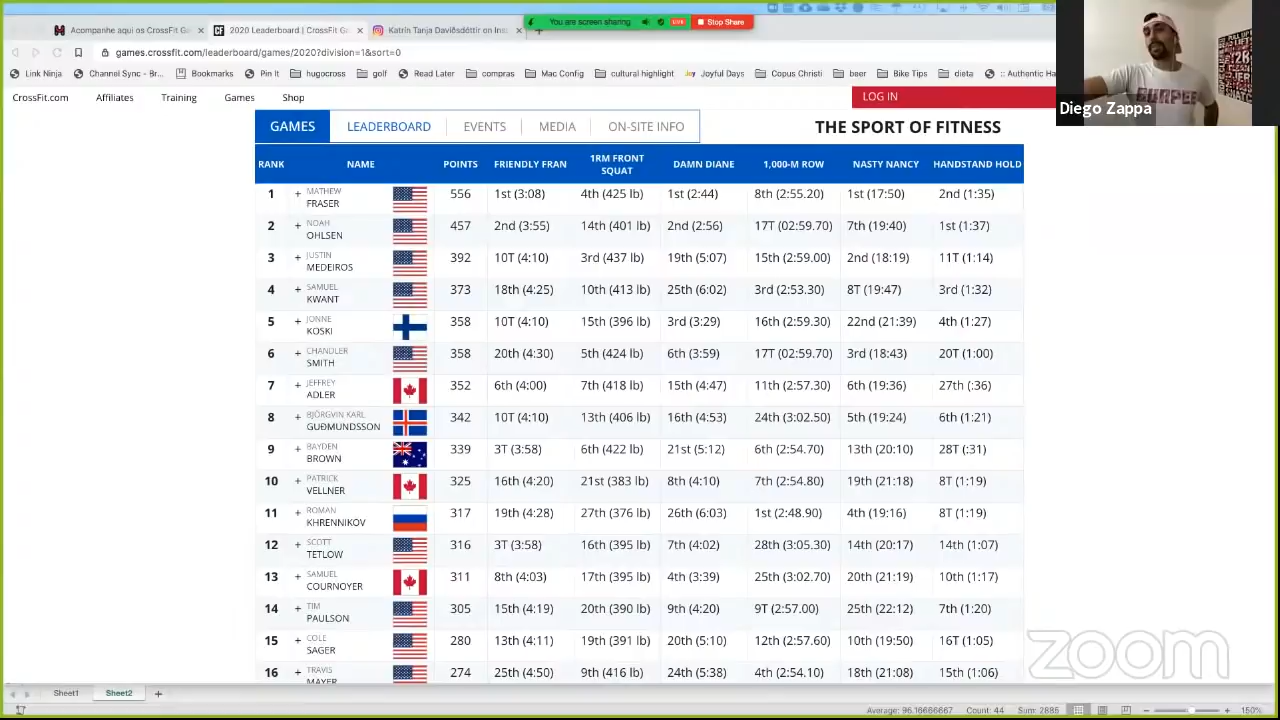 You are screen sharing LIVE Stop Share
Acompanhe aqui os CrossFit Ga × 2020 Leaderboard | CrossFit G × Katrín Tanja Davíðsdóttir on Inst ×
games.crossfit.com/leaderboard/games/2020?division=1&sort=0
Link Ninja Channel Sync - Br... Bookmarks Pin It hugocross golf Read Later compras Mac Config cultural-highlight Joyful Days Copus Christi beer Bike Tips dieta :: Authentic Ha
CrossFit.com Affiliates Training Games Shop LOG IN
Diego Zappa
GAMES LEADERBOARD EVENTS MEDIA ON-SITE INFO THE SPORT OF FITNESS
RANK NAME POINTS FRIENDLY FRAN 1RM FRONT SQUAT DAMN DIANE 1,000-M ROW NASTY NANCY HANDSTAND HOLD
1 + MATHEW FRASER 556 1st (3:08) 4th (425 lb) 1st (2:44) 8th (2:55.20) 1st (17:50) 2nd (1:35)
2 + NOAH OHLSEN 457 2nd (3:55) 14th (401 lb) 2nd (2:56) 17T (02:59.70) 7th (19:40) 1st (1:37)
3 + JUSTIN MEDEIROS 392 10T (4:10) 3rd (437 lb) 19th (5:07) 15th (2:59.00) 2nd (18:19) 11T (1:14)
4 + SAMUEL KWANT 373 18th (4:25) 10th (413 lb) 25th (6:02) 3rd (2:53.30) (19:47) 3rd (1:32)
5 + JONNE KOSKI 358 10T (4:10) 15th (396 lb) 3rd (3:29) 16th (2:59.30) 22nd (21:39) 4th (1:27)
6 + CHANDLER SMITH 358 20th (4:30) 5th (424 lb) 6th (3:59) 17T (02:59.70) 3rd (18:43) 20T (1:00)
7 + JEFFREY ADLER 352 6th (4:00) 7th (418 lb) 15th (4:47) 11th (2:57.30) 6th (19:36) 27th (:36)
8 + BJÖRGVIN KARL GUÐMUNDSSON 342 10T (4:10) 13th (406 lb) 16th (4:53) 24th (3:02.50) 5th (19:24) 6th (1:21)
9 + BAYDEN BROWN 339 3T (3:58) 6th (422 lb) 21st (5:12) 6th (2:54.70) 13th (20:10) 28T (:31)
10 + PATRICK VELLNER 325 16th (4:20) 21st (383 lb) 8th (4:10) 7th (2:54.80) 19th (21:18) 8T (1:19)
11 + ROMAN KHRENNIKOV 317 19th (4:28) 27th (376 lb) 26th (6:03) 1st (2:48.90) 4th (19:16) 8T (1:19)
12 + SCOTT TETLOW 316 3T (3:58) 16th (395 lb) 7th (4:02) 28th (3:05.30) (20:17) 14th (1:07)
13 + SAMUEL COURNOYER 311 8th (4:03) 17th (395 lb) 4th (3:39) 25th (3:02.70) 20th (21:19) 10th (1:17)
14 + TIM PAULSON 305 15th (4:19) 20th (390 lb) 9th (4:20) 9T (2:57.00) 25th (22:12) 7th (1:20)
15 + COLE SAGER 280 13th (4:11) 19th (391 lb) 20th (5:10) 12th (2:57.60) (19:50) 16T (1:05)
16 + TRAVIS MAYER 274 25th (4:50) 9th (416 lb) 24th (5:38) 4th (2:54.10) (21:08) 15th (1:06)
zoom
Sheet1 Sheet2 +
Average: 96.16666667 Count: 44 Sum: 2885 150%